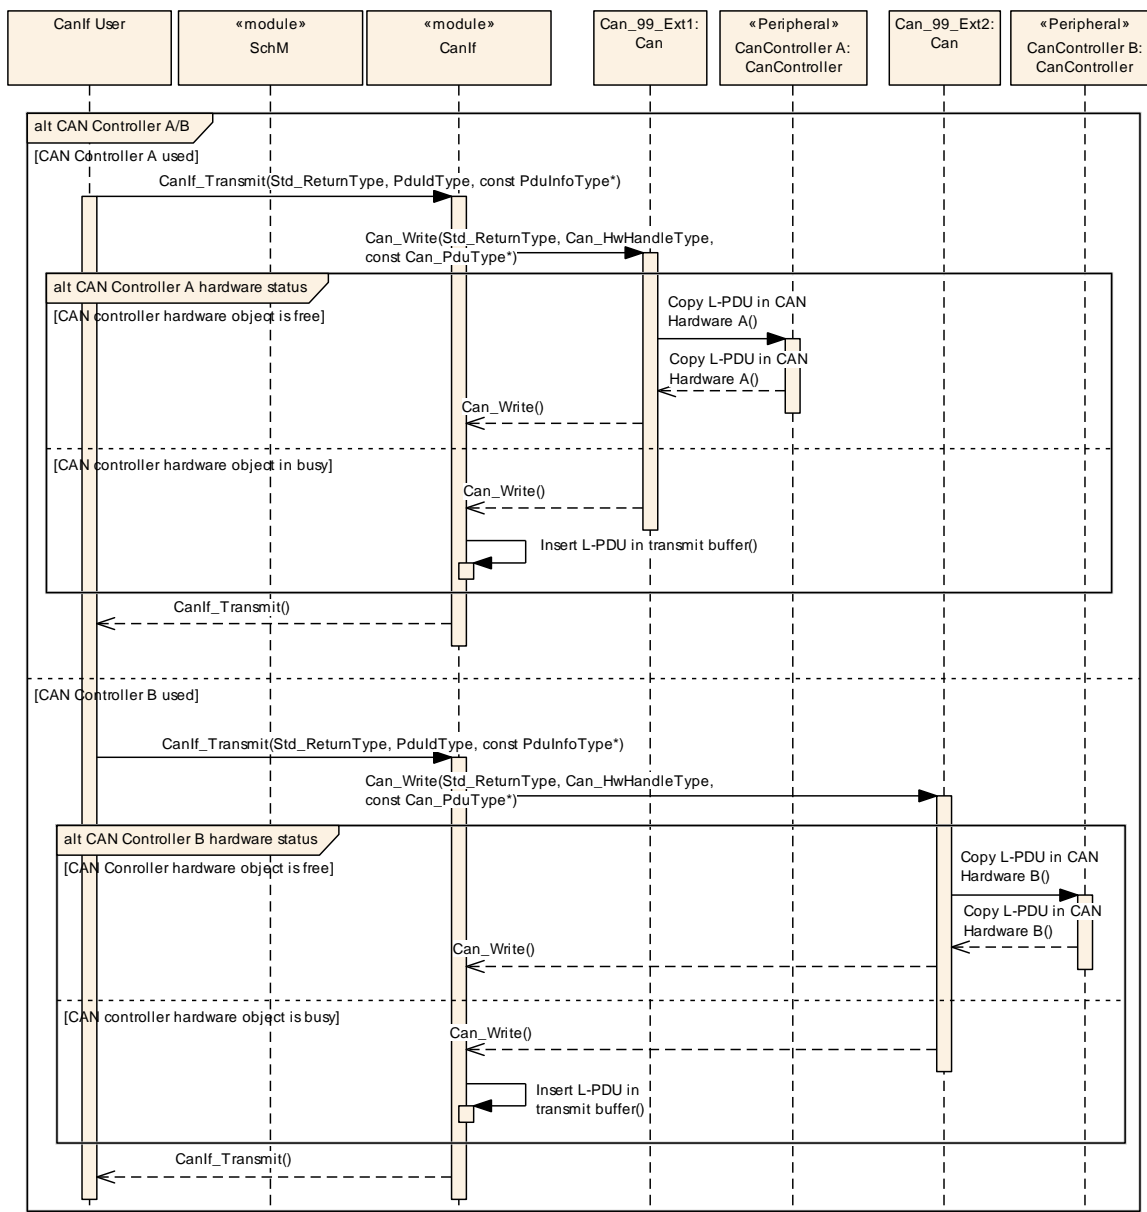 CanIf User
«module»
SchM
«module»
CanIf
Can_99_Ext1:
Can
«Peripheral»
CanController A:
CanController
Can_99_Ext2:
Can
«Peripheral»
CanController B:
CanController
alt CAN Controller A/B
[CAN Controller A used]
CanIf_Transmit(Std_ReturnType, PduIdType, const PduInfoType*)
Can_Write(Std_ReturnType, Can_HwHandleType,
const Can_PduType*)
alt CAN Controller A hardware status
[CAN controller hardware object is free]
Copy L-PDU in CAN
Hardware A()
Copy L-PDU in CAN
Hardware A()
Can_Write()
[CAN controller hardware object in busy]
Can_Write()
Insert L-PDU in transmit buffer()
CanIf_Transmit()
[CAN Controller B used]
CanIf_Transmit(Std_ReturnType, PduIdType, const PduInfoType*)
Can_Write(Std_ReturnType, Can_HwHandleType,
const Can_PduType*)
alt CAN Controller B hardware status
[CAN Conroller hardware object is free]
Copy L-PDU in CAN
Hardware B()
Copy L-PDU in CAN
Hardware B()
Can_Write()
[CAN controller hardware object is busy]
Can_Write()
Insert L-PDU in
transmit buffer()
CanIf_Transmit()